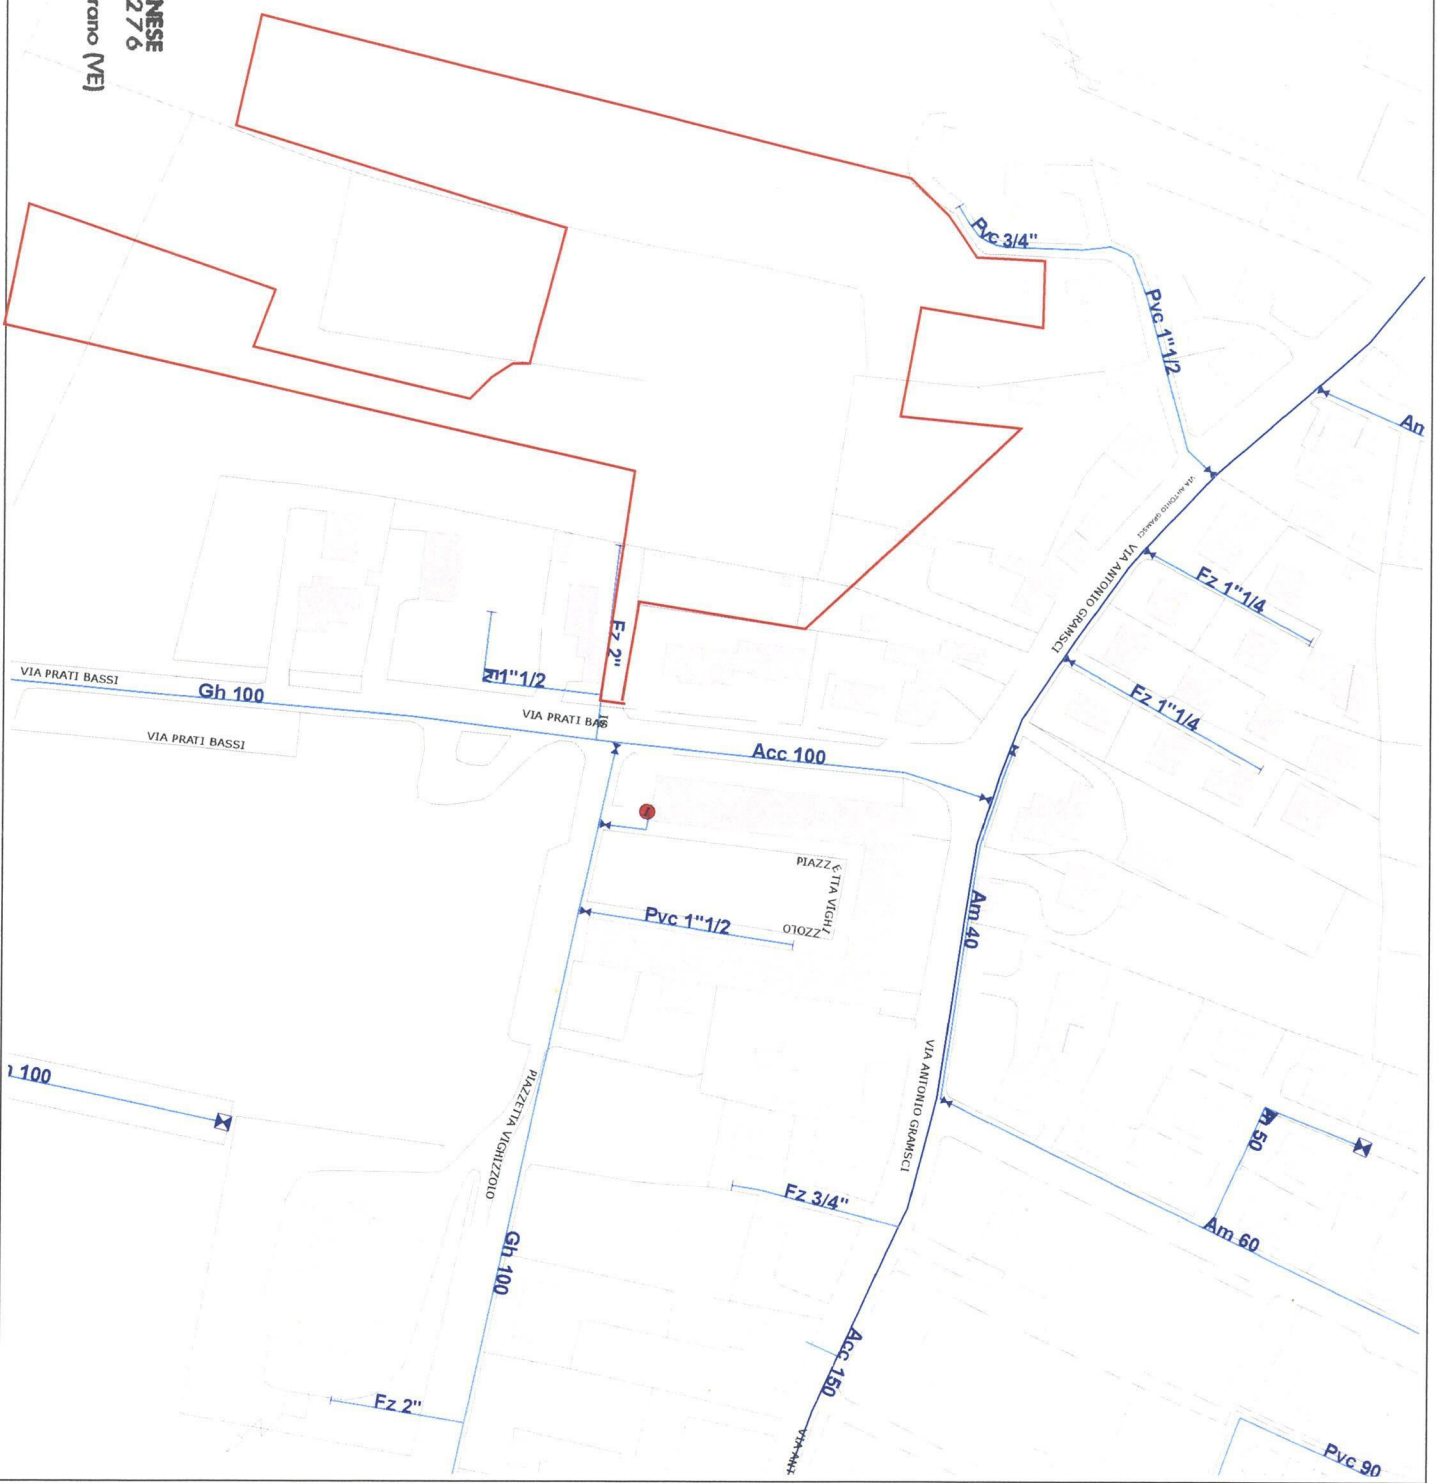 NESE
276
rano (VE)
Pvc 3/4"
Pvc 1"1/2
An
VIA ANTONIO GRAMSCI
VIA ANTONIO GRAMSCI
Fz 1"1/4
Fz 1"1/4
Fz 2"
1"1/2
VIA PRATI BASSI
Gh 100
VIA PRATI BASSI
VIA PRATI BAS
Acc 100
PIAZZETTA VIGHIZZOLO
Pvc 1"1/2
Am 40
VIA ANTONIO GRAMSCI
100
PIAZZETTA VIGHIZZOLO
50
Am 60
Fz 3/4"
Gh 100
Acc 150
Fz 2"
VIA ANT
Pvc 90